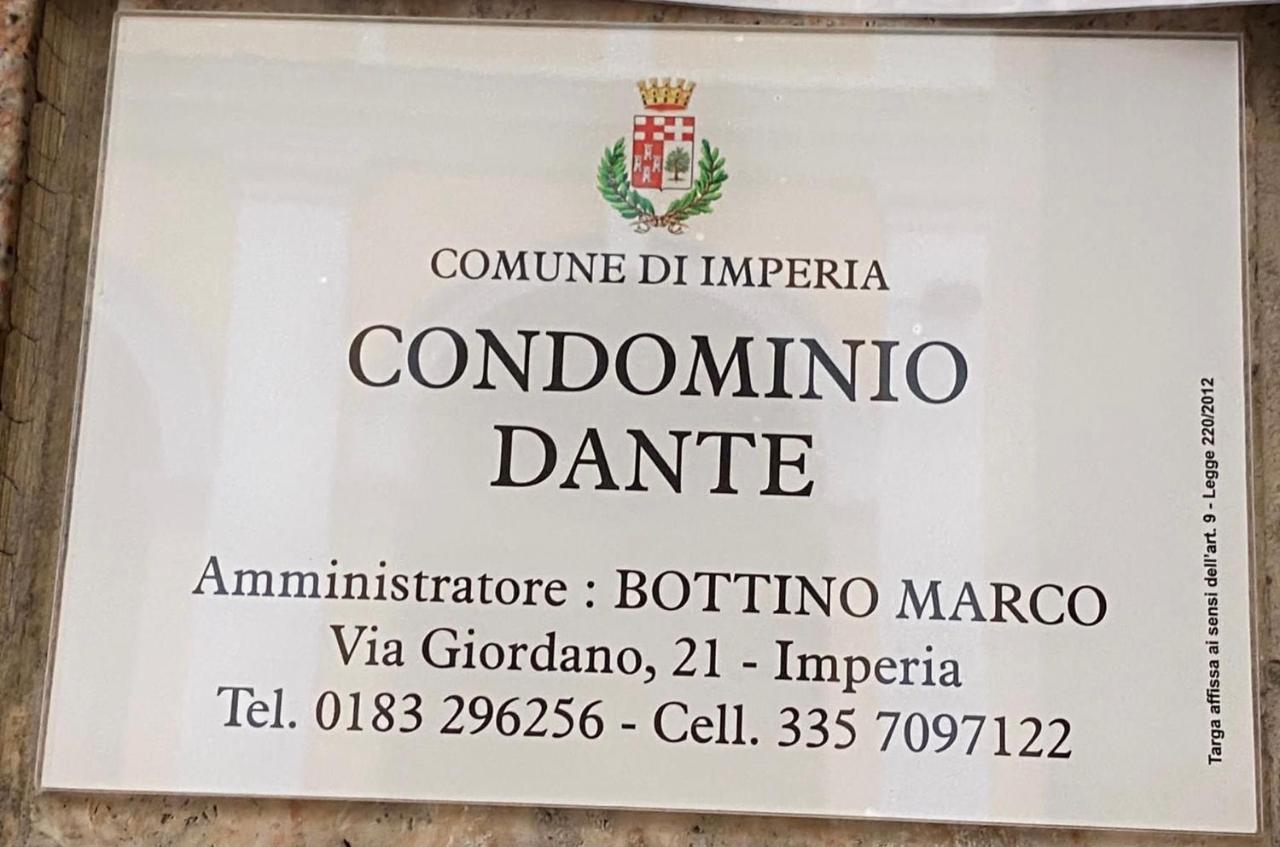 COMUNE DI IMPERIA
CONDOMINIO
DANTE
Amministratore : BOTTINO MARCO
Via Giordano, 21 - Imperia
Tel. 0183 296256 - Cell. 335 7097122
Targa affissa ai sensi dell'art. 9 - Legge 220/2012